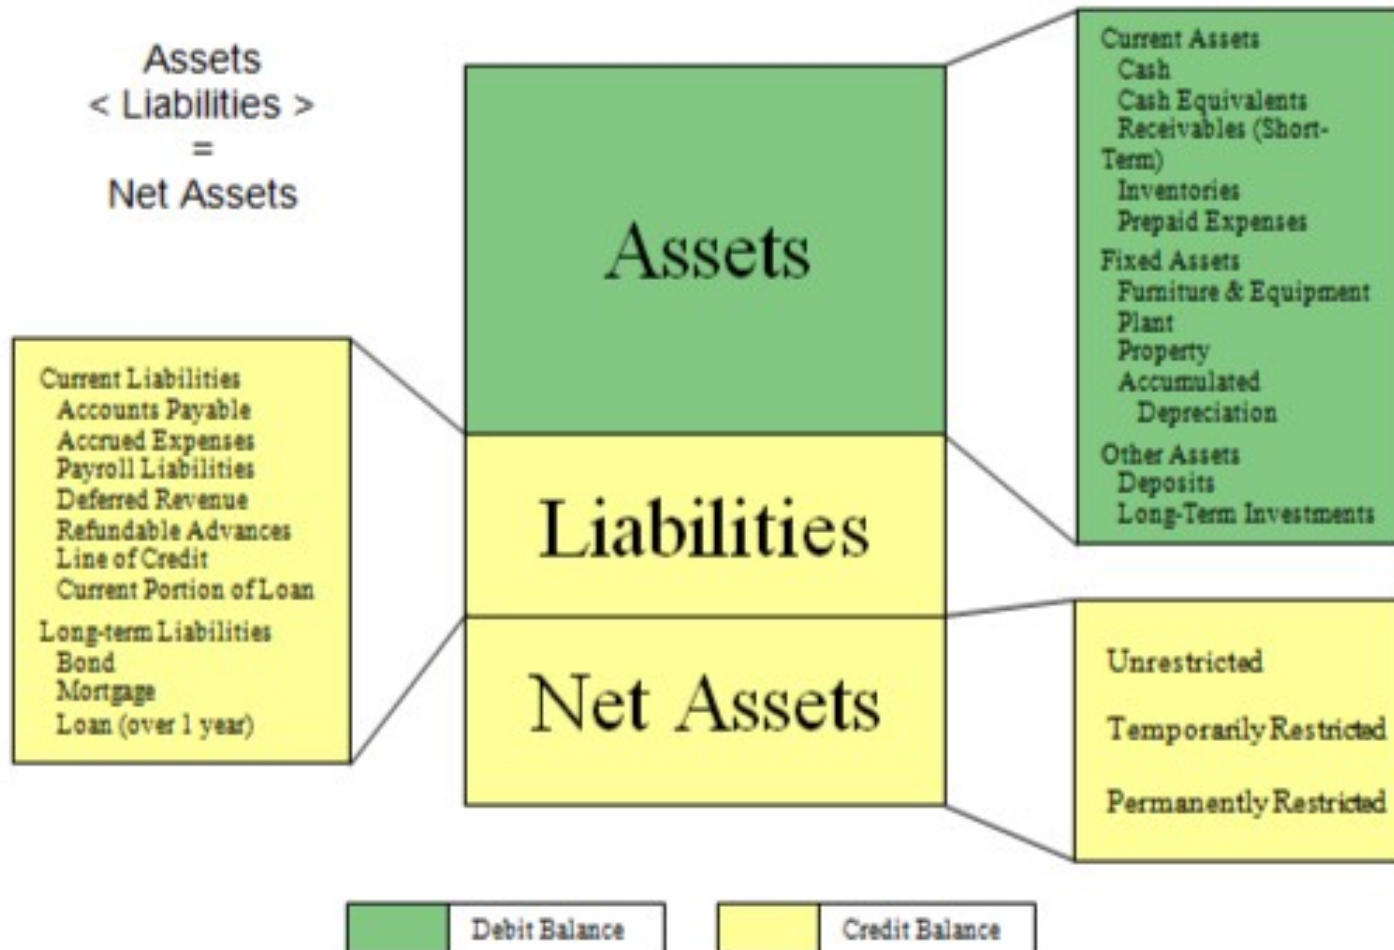 Assets
< Liabilities >
=
Net Assets
Assets
Liabilities
Net Assets
Current Assets
Cash
Cash Equivalents
Receivables (Short-
Term)
Inventories
Prepaid Expenses
Fixed Assets
Furniture & Equipment
Plant
Property
Accumulated
Depreciation
Other Assets
Deposits
Long-Term Investments
Current Liabilities
Accounts Payable
Accrued Expenses
Payroll Liabilities
Deferred Revenue
Refundable Advances
Line of Credit
Current Portion of Loan
Long-term Liabilities
Bond
Mortgage
Loan (over 1 year)
Unrestricted
Temporarily Restricted
Permanently Restricted
Debit Balance
Credit Balance